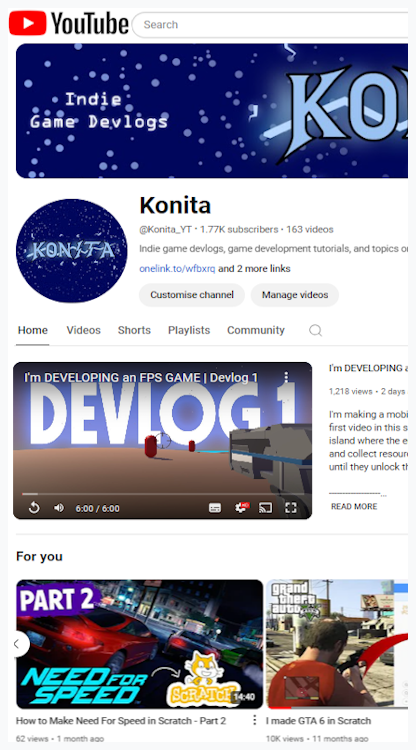 YouTube
Search
Indie
Game Devlogs
KO
KONITA
Konita
@Konita_YT • 1.77K subscribers • 163 videos
Indie game devlogs, game development tutorials, and topics
onelink.to/wfbxrq and 2 more links
Customise channel
Manage videos
Home
Videos
Shorts
Playlists
Community
I'm DEVELOPING an FPS GAME | Devlog 1
DEVLOG 1
6:00 / 6:00
I'm DEVELOPING
1,218 views • 2 days
I'm making a mobi
first video in this s
island where the e
and collect resour
until they unlock th
--------------------...
READ MORE
For you
PART 2
NEED FOR
SPEED
SCRATCH
14:40
How to Make Need For Speed in Scratch - Part 2
62 views • 1 month ago
grand
theft
auto
I made GTA 6 in Scratch
10K views • 11 months ago